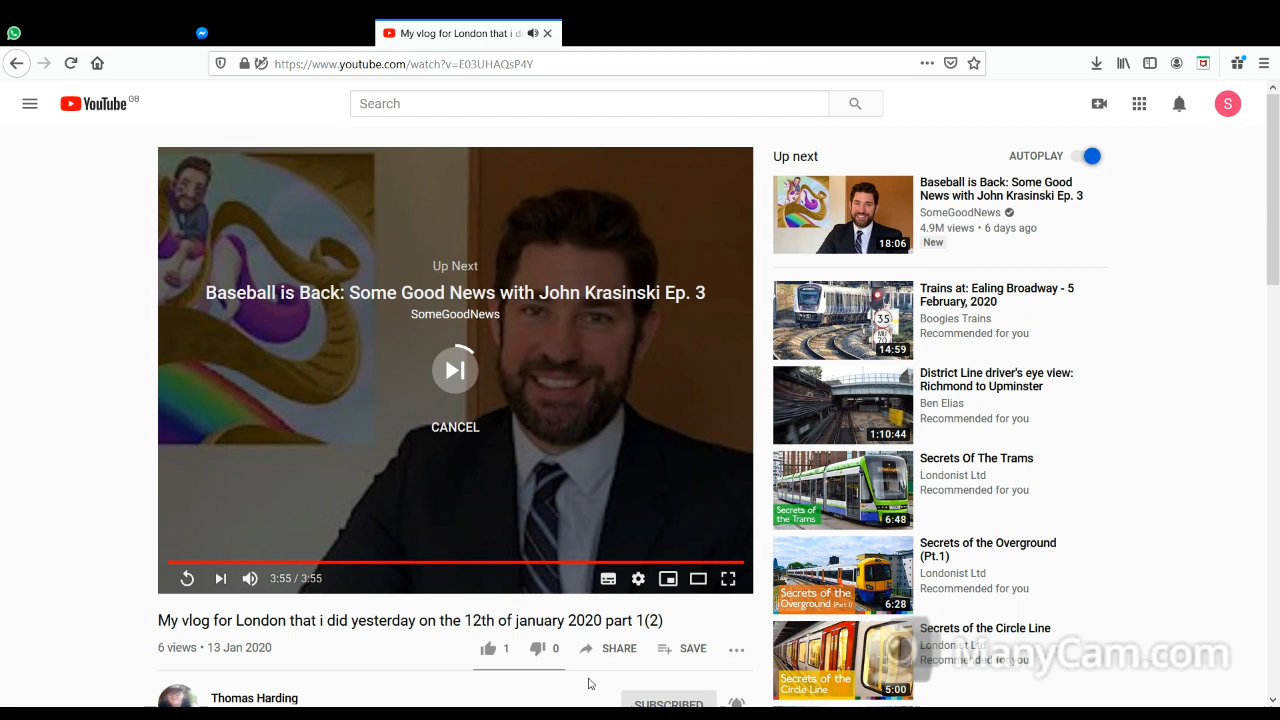 My vlog for London that i d
https://www.youtube.com/watch?v=E03UHAQsP4Y
YouTube GB
Search
S
Up Next
Baseball is Back: Some Good News with John Krasinski Ep. 3
SomeGoodNews
CANCEL
3:55 / 3:55
My vlog for London that i did yesterday on the 12th of january 2020 part 1(2)
6 views • 13 Jan 2020
1
0
SHARE
SAVE
Thomas Harding
SUBSCRIBED
Up next
AUTOPLAY
Baseball is Back: Some Good
News with John Krasinski Ep. 3
SomeGoodNews
4.9M views • 6 days ago
New
18:06
Trains at: Ealing Broadway - 5
February, 2020
Boogies Trains
Recommended for you
35
14:59
District Line driver's eye view:
Richmond to Upminster
Ben Elias
Recommended for you
1:10:44
Secrets Of The Trams
Londonist Ltd
Recommended for you
Secrets of
the Trams
6:48
Secrets of the Overground
(Pt.1)
Londonist Ltd
Recommended for you
Secrets of the
Overground (Part 1)
6:28
Secrets of the Circle Line
Londonist Ltd
Recommended for you
Secrets of the
Circle Line
5:00
ManyCam.com